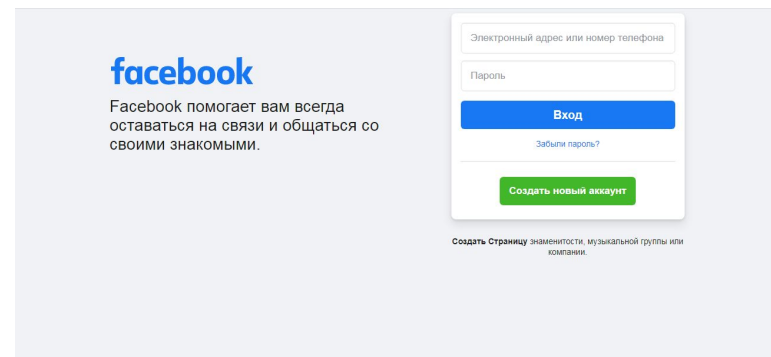 facebook
Facebook помогает вам всегда
оставаться на связи и общаться со
своими знакомыми.
Электронный адрес или номер телефона
Пароль
Вход
Забыли пароль?
Создать новый аккаунт
Создать Страницу знаменитости, музыкальной группы или
компании.